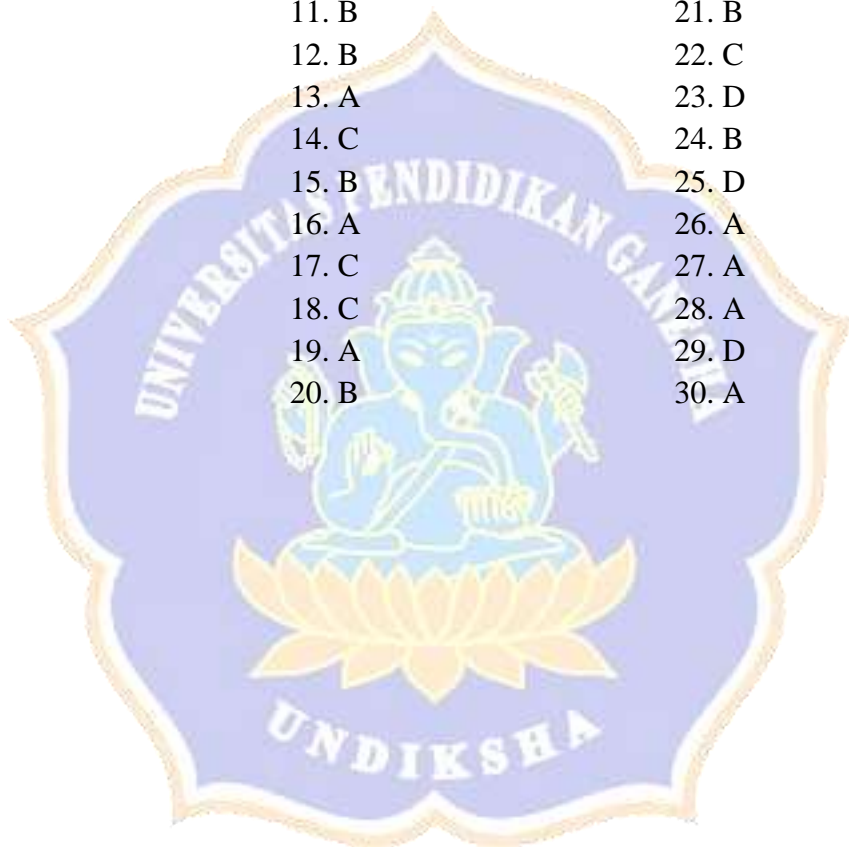 11. B
12. B
13. A
14. C
15. B
16. A
17. C
18. C
19. A
20. B
21. B
22. C
23. D
24. B
25. D
26. A
27. A
28. A
29. D
30. A
UNIVERSITAS PENDIDIKAN GANESHA
UNDIKSHA